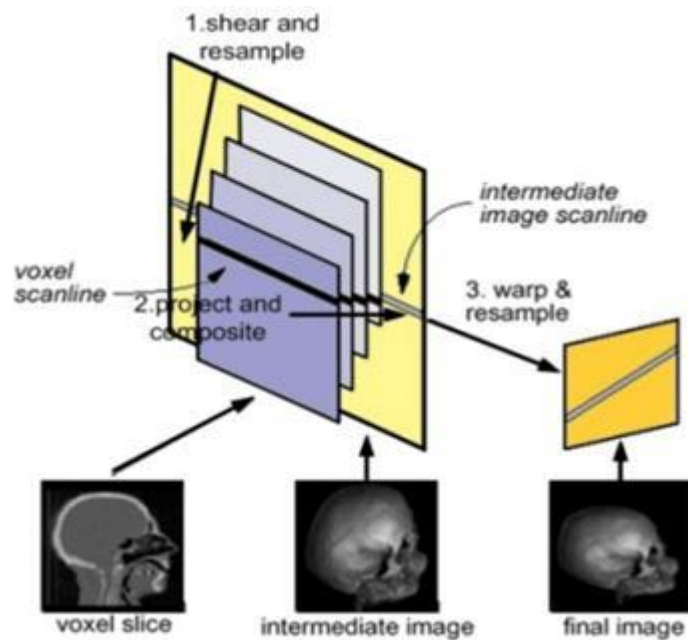 1.shear and
resample
intermediate
image scanline
voxel
scanline
2.project and
composite
3. warp &
resample
voxel slice
intermediate image
final image